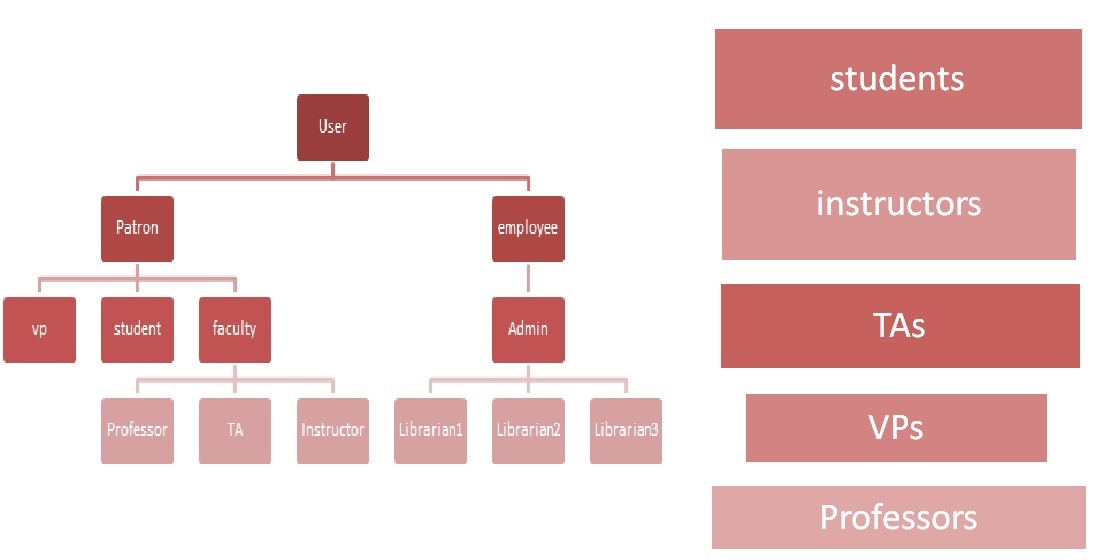 User
Patron
employee
vp
student
faculty
Admin
Professor
TA
Instructor
Librarian1
Librarian2
Librarian3
students
instructors
TAs
VPs
Professors